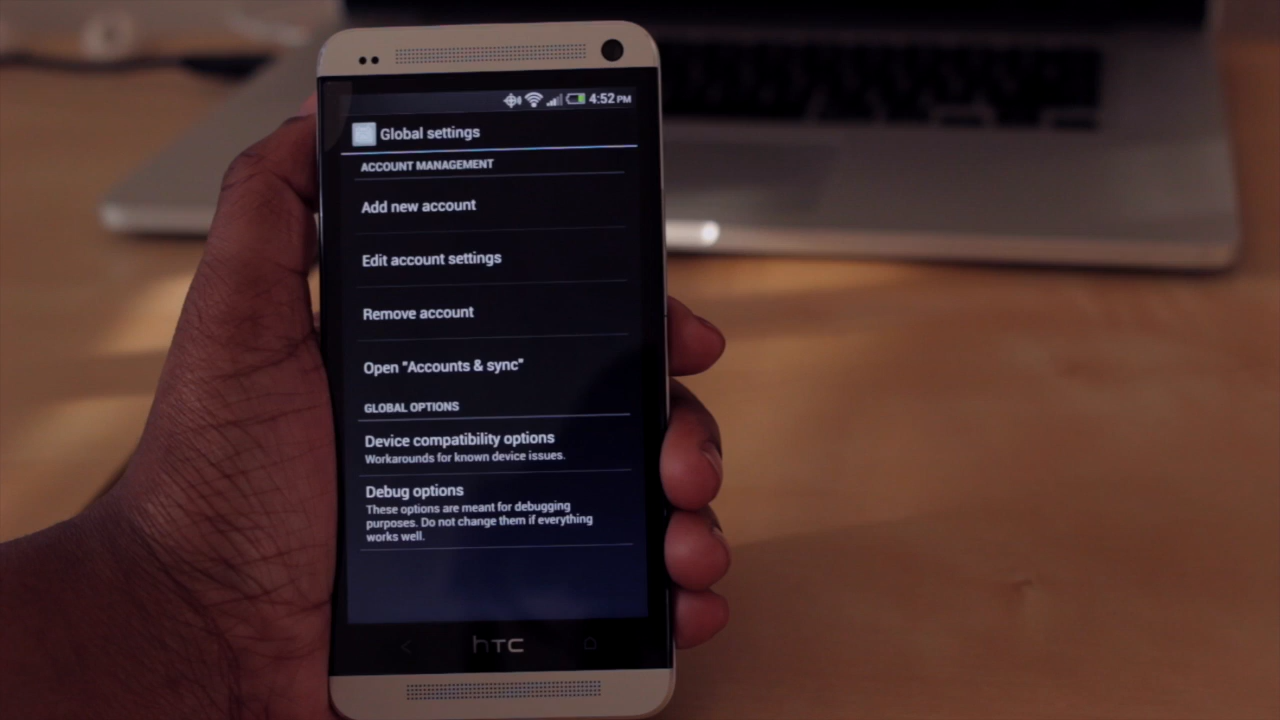 4:52 PM
Global settings
ACCOUNT MANAGEMENT
Add new account
Edit account settings
Remove account
Open "Accounts & sync"
GLOBAL OPTIONS
Device compatibility options
Workarounds for known device issues.
Debug options
These options are meant for debugging
purposes. Do not change them if everything
works well.
hTC